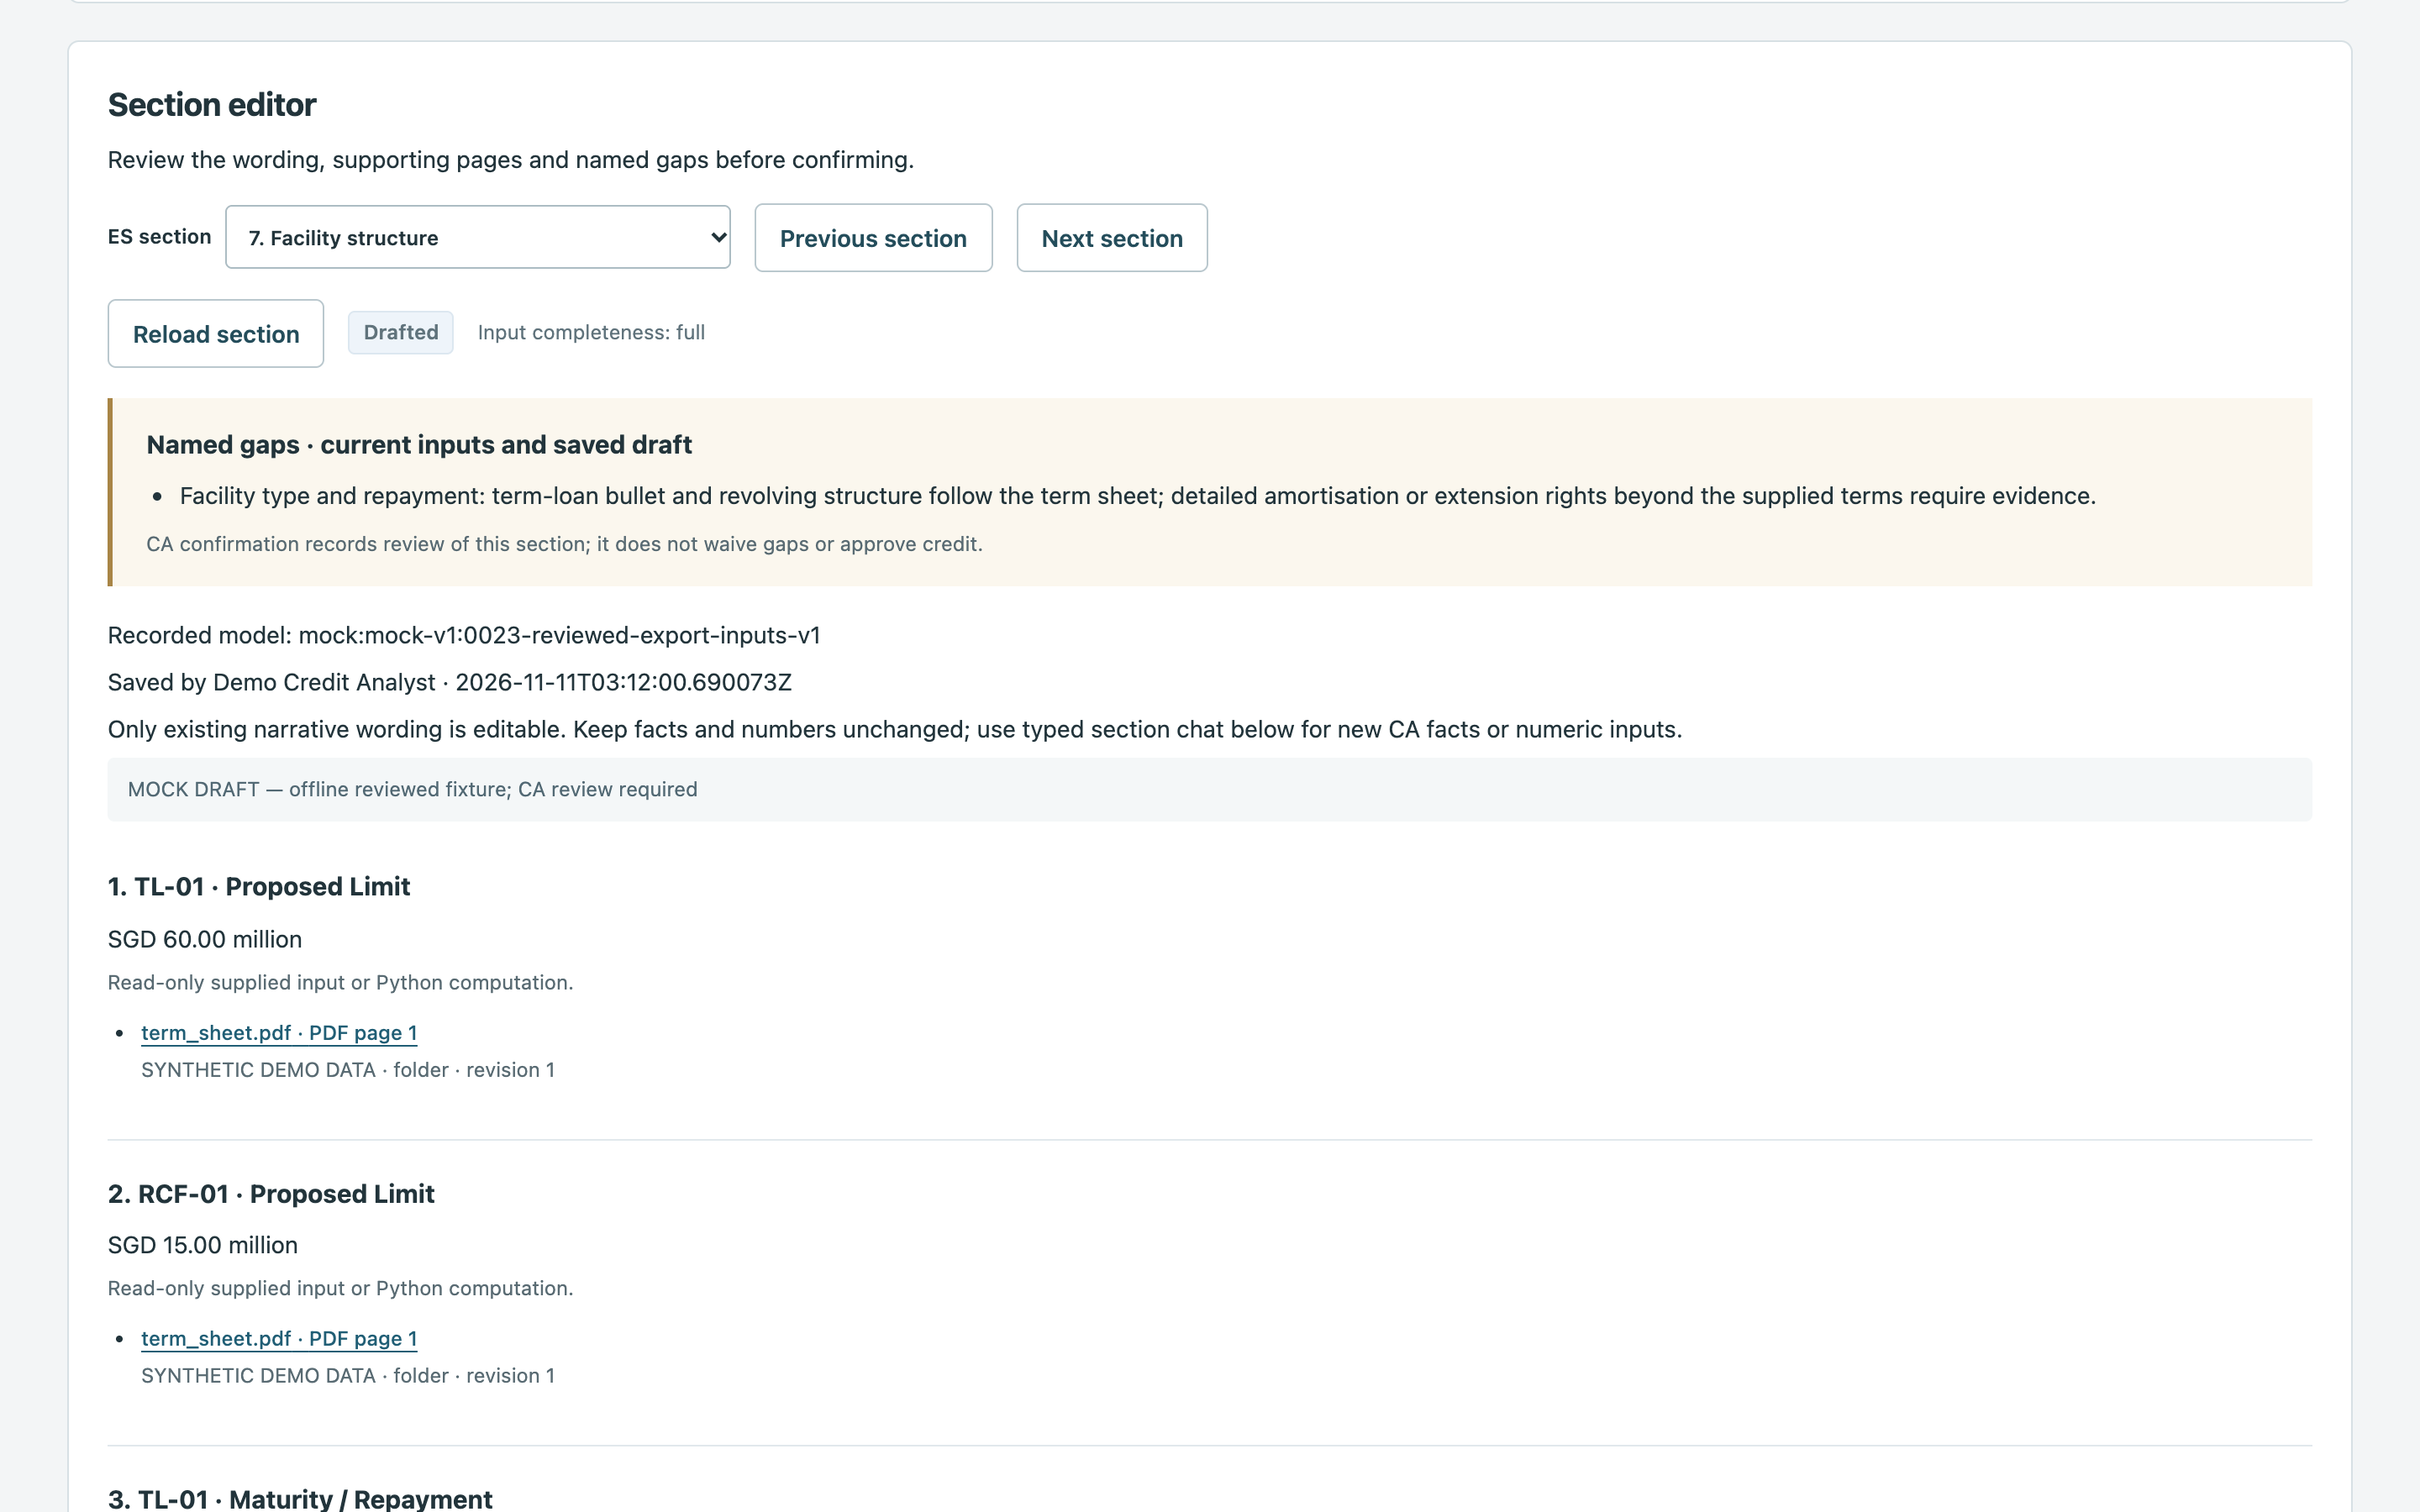 Section editor
Review the wording, supporting pages and named gaps before confirming.
ES section
7. Facility structure
Previous section
Next section
Reload section
Drafted
Input completeness: full
Named gaps · current inputs and saved draft
• Facility type and repayment: term-loan bullet and revolving structure follow the term sheet; detailed amortisation or extension rights beyond the supplied terms require evidence.
CA confirmation records review of this section; it does not waive gaps or approve credit.
Recorded model: mock:mock-v1:0023-reviewed-export-inputs-v1
Saved by Demo Credit Analyst · 2026-11-11T03:12:00.690073Z
Only existing narrative wording is editable. Keep facts and numbers unchanged; use typed section chat below for new CA facts or numeric inputs.
MOCK DRAFT — offline reviewed fixture; CA review required
1. TL-01 · Proposed Limit
SGD 60.00 million
Read-only supplied input or Python computation.
• term_sheet.pdf · PDF page 1
SYNTHETIC DEMO DATA · folder · revision 1
2. RCF-01 · Proposed Limit
SGD 15.00 million
Read-only supplied input or Python computation.
• term_sheet.pdf · PDF page 1
SYNTHETIC DEMO DATA · folder · revision 1
3. TL-01 · Maturity / Repayment